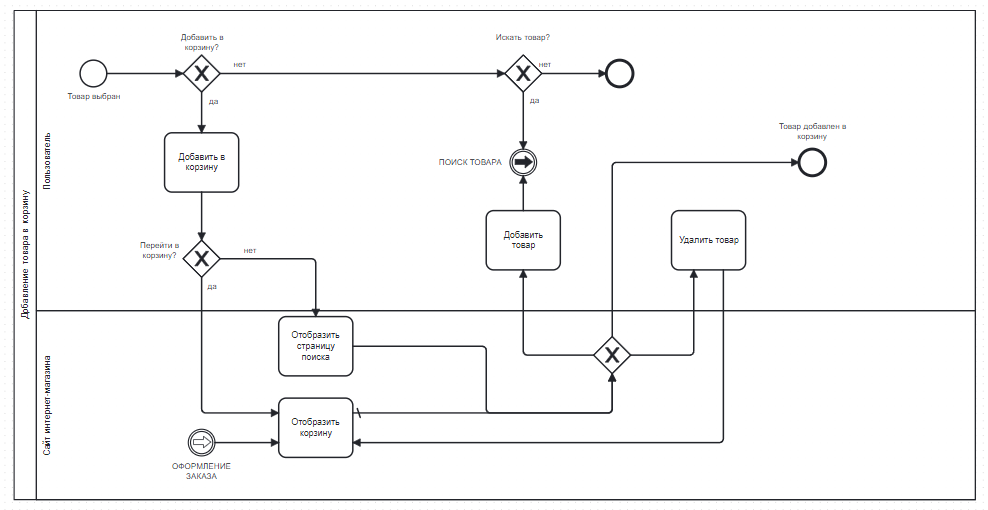 Добавление товара в корзину
Пользователь
Сайт интернет-магазина
Товар выбран
Добавить в
корзину?
нет
да
Искать товар?
нет
да
Добавить в
корзину
ПОИСК ТОВАРА
Товар добавлен в
корзину
Перейти в
корзину?
нет
да
Добавить
товар
Удалить товар
Отобразить
страницу
поиска
Отобразить
корзину
ОФОРМЛЕНИЕ
ЗАКАЗА